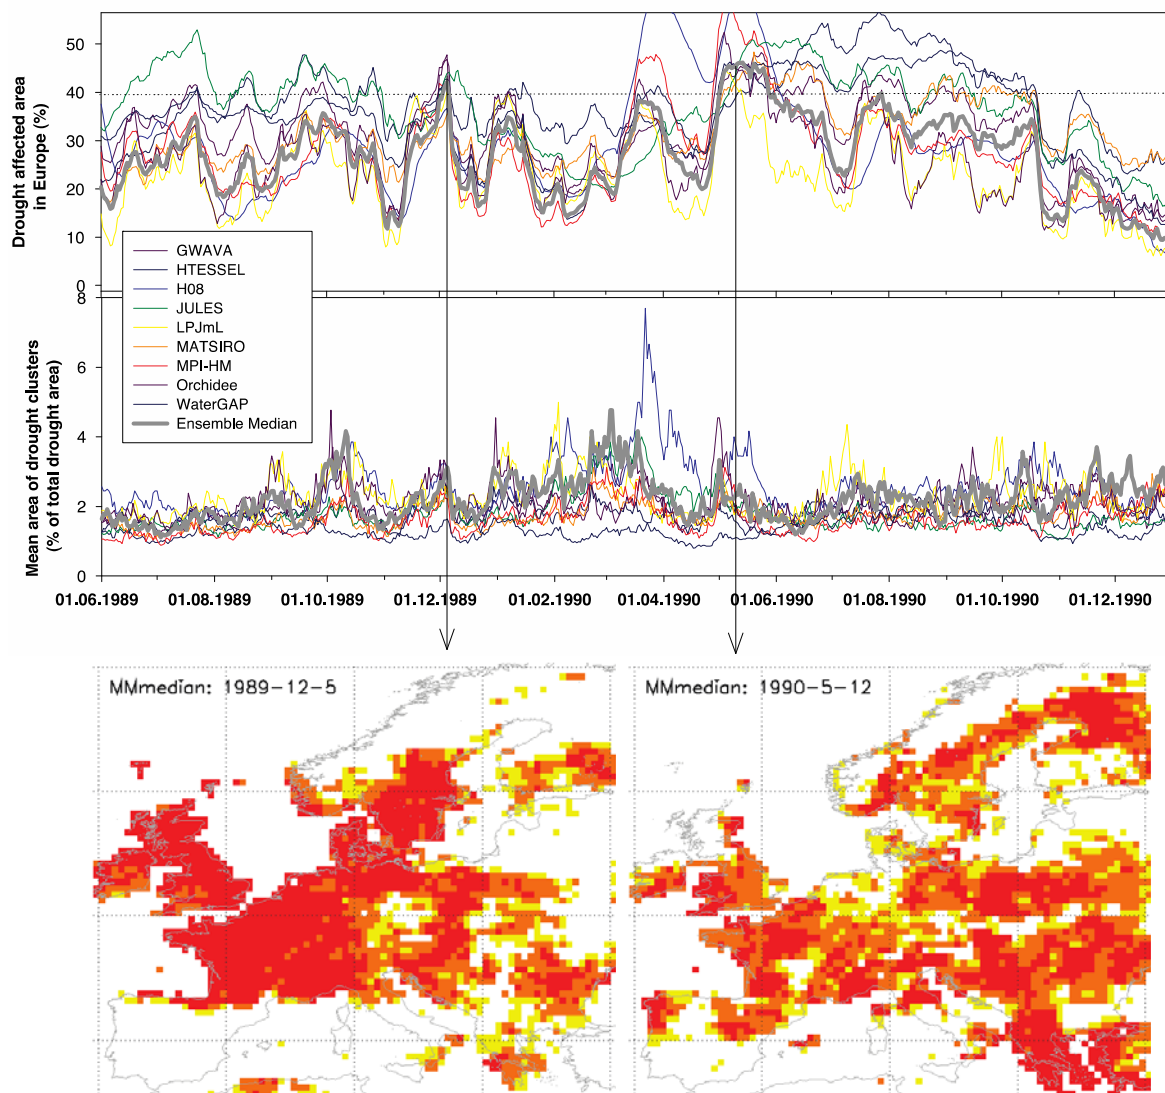 Drought affected area
in Europe (%)
50
40
30
20
10
0
GWAVA
HTESSEL
H08
JULES
LPJmL
MATSIRO
MPI-HM
Orchidee
WaterGAP
Ensemble Median
Mean area of drought clusters
(% of total drought area)
8
6
4
2
0
01.06.1989 01.08.1989 01.10.1989 01.12.1989 01.02.1990 01.04.1990 01.06.1990 01.08.1990 01.10.1990 01.12.1990
MMmedian: 1989-12-5
MMmedian: 1990-5-12